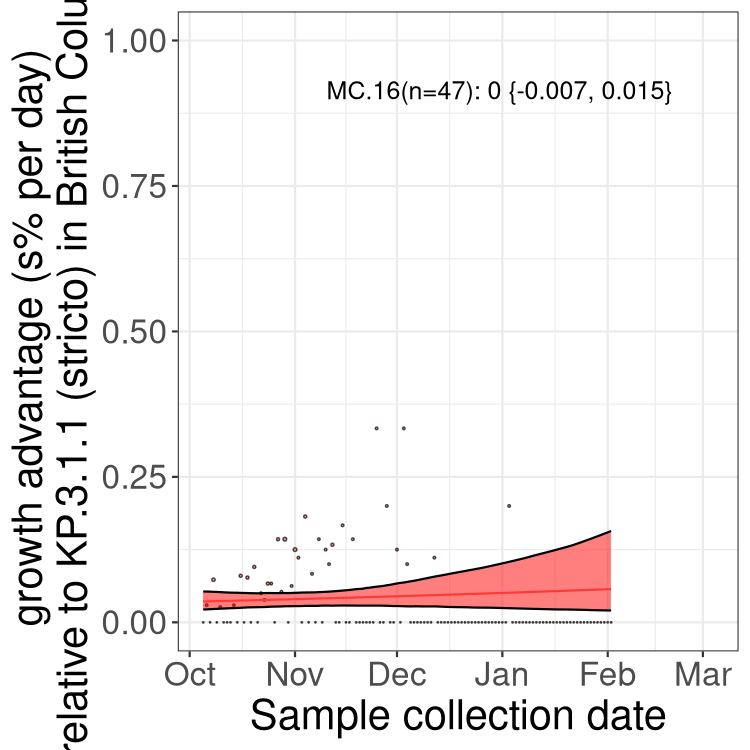 growth advantage (s% per day)
relative to KP.3.1.1 (stricto) in British Colu
1.00
0.75
0.50
0.25
0.00
MC.16(n=47): 0 {-0.007, 0.015}
Oct Nov Dec Jan Feb Mar
Sample collection date